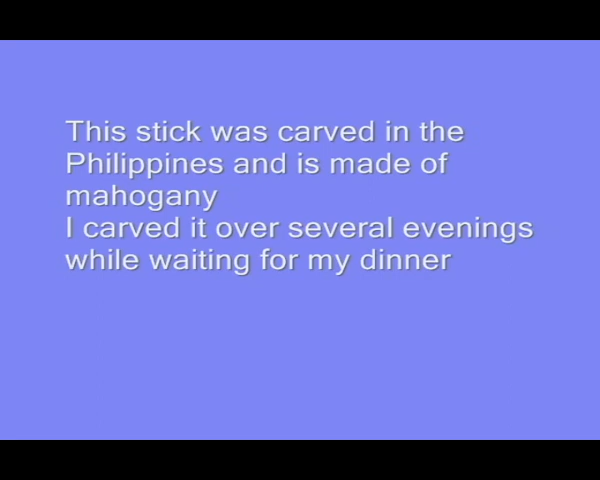 This stick was carved in the
Philippines and is made of
mahogany
I carved it over several evenings
while waiting for my dinner